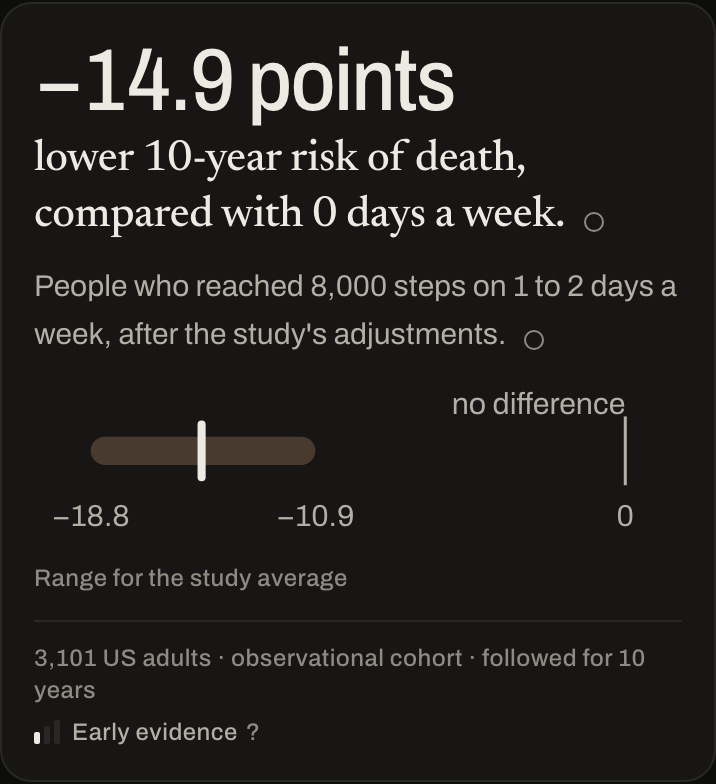 −14.9 points
lower 10-year risk of death,
compared with 0 days a week.
People who reached 8,000 steps on 1 to 2 days a
week, after the study's adjustments.
no difference
−18.8 −10.9 0
Range for the study average
3,101 US adults · observational cohort · followed for 10
years
Early evidence ?